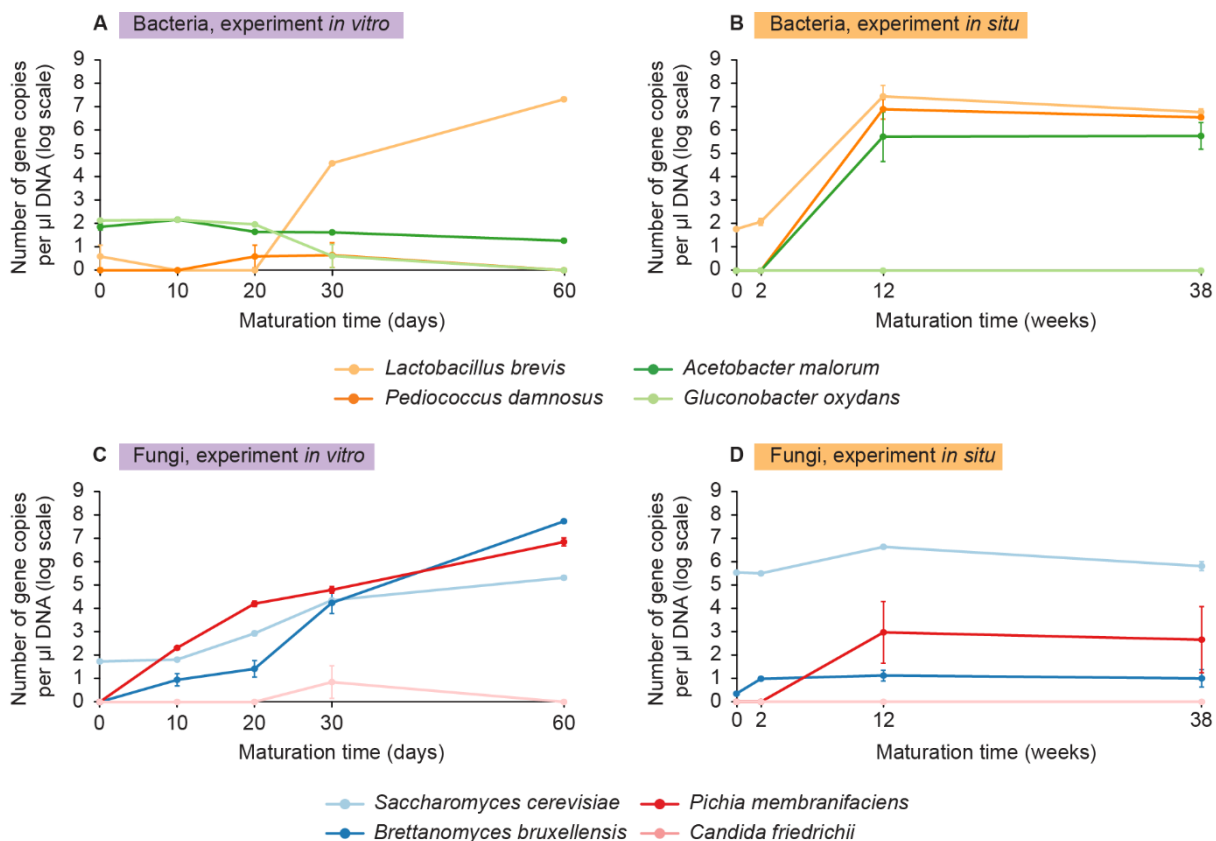 A Bacteria, experiment in vitro
Number of gene copies
per µl DNA (log scale)
9
8
7
6
5
4
3
2
1
0
0 10 20 30 60
Maturation time (days)
B Bacteria, experiment in situ
Number of gene copies
per µl DNA (log scale)
9
8
7
6
5
4
3
2
1
0
0 2 12 38
Maturation time (weeks)
Lactobacillus brevis
Acetobacter malorum
Pediococcus damnosus
Gluconobacter oxydans
C Fungi, experiment in vitro
Number of gene copies
per µl DNA (log scale)
9
8
7
6
5
4
3
2
1
0
0 10 20 30 60
Maturation time (days)
D Fungi, experiment in situ
Number of gene copies
per µl DNA (log scale)
9
8
7
6
5
4
3
2
1
0
0 2 12 38
Maturation time (weeks)
Saccharomyces cerevisiae
Pichia membranifaciens
Brettanomyces bruxellensis
Candida friedrichii